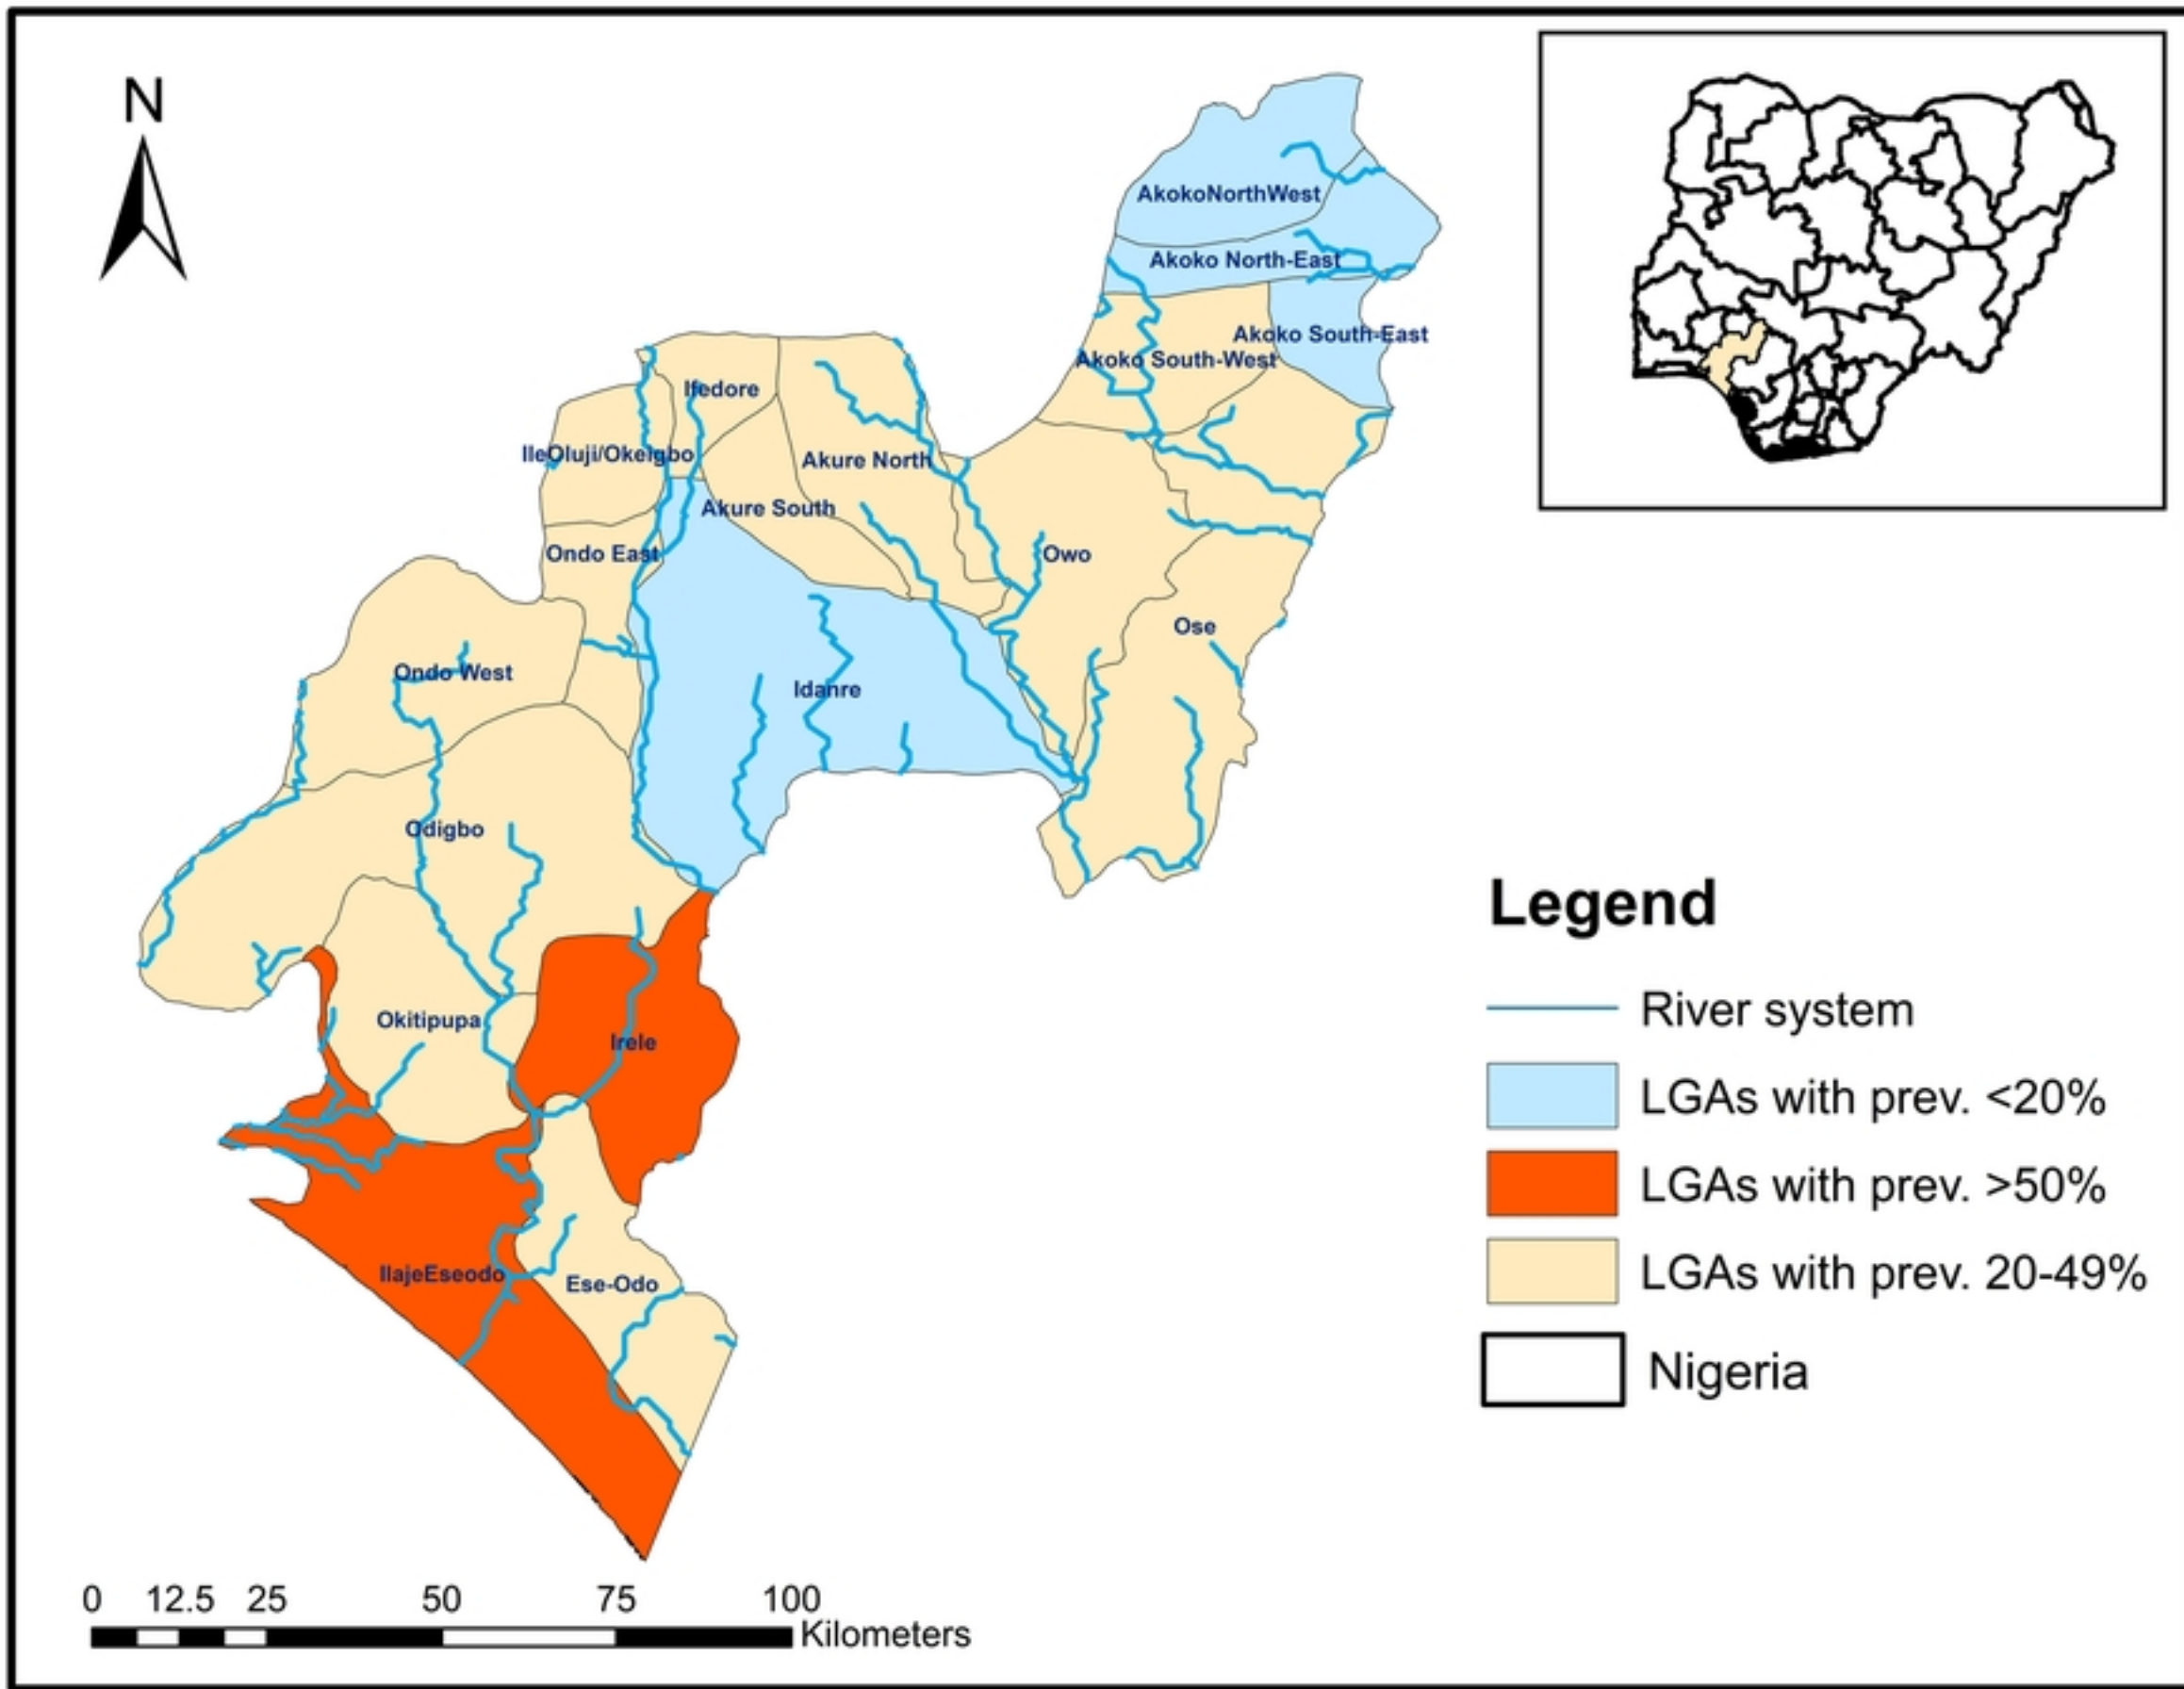 N
AkokoNorthWest
Akoko North-East
Akoko South-East
Akoko South-West
Ifedore
IleOluji/OkeIgbo
Akure North
Akure South
Ondo East
Owo
Ose
Ondo West
Idanre
Odigbo
Okitipupa
Irele
IlajeEseodo
Ese-Odo
Legend
River system
LGAs with prev. <20%
LGAs with prev. >50%
LGAs with prev. 20-49%
Nigeria
0 12.5 25 50 75 100
Kilometers